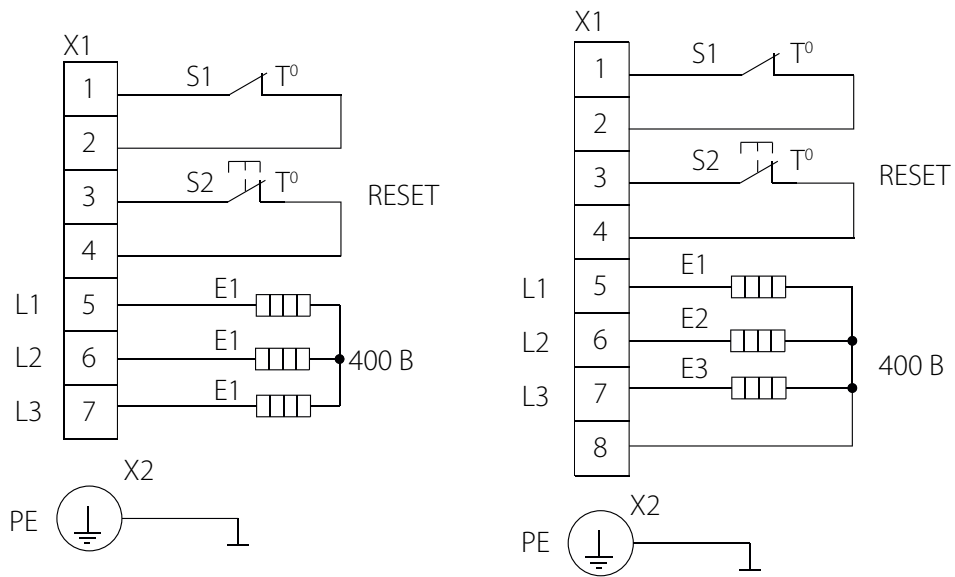 X1
1 S1 T⁰
2
3 S2 T⁰ RESET
4
L1 5 E1
L2 6 E1 400 В
L3 7 E1
X2
PE
X1
1 S1 T⁰
2
3 S2 T⁰ RESET
4
L1 5 E1
L2 6 E2
L3 7 E3 400 В
8
X2
PE